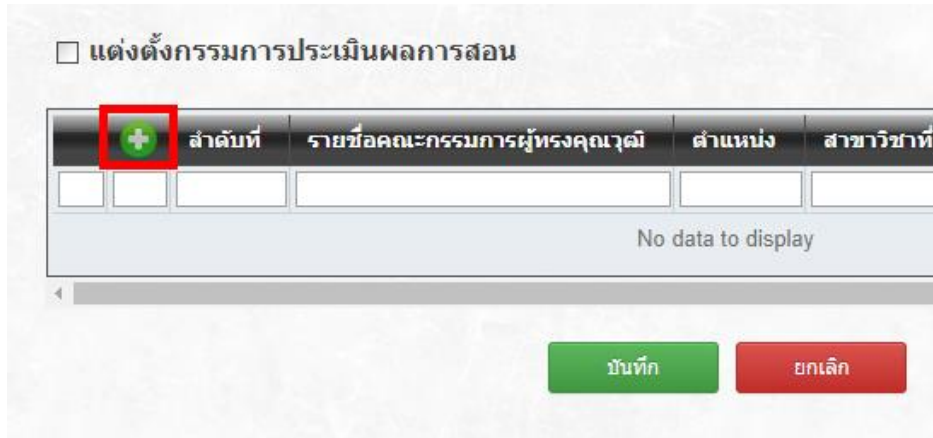 แต่งตั้งกรรมการประเมินผลการสอน
ลำดับที่ รายชื่อคณะกรรมการผู้ทรงคุณวุฒิ ตำแหน่ง สาขาวิชาที่
No data to display
บันทึก ยกเลิก